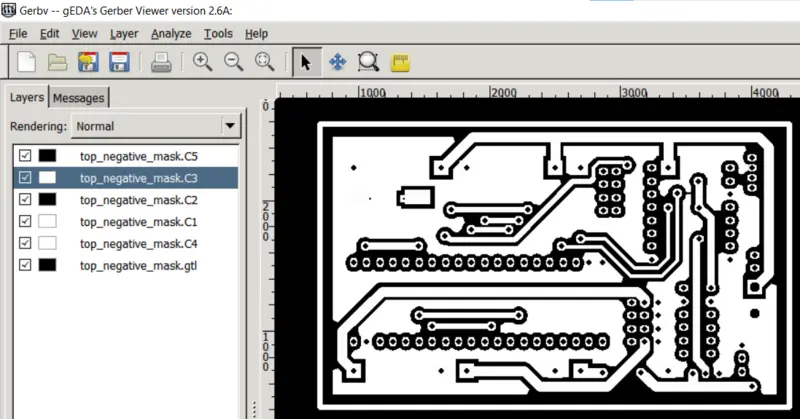 Gerbv -- gEDA's Gerber Viewer version 2.6A:
File Edit View Layer Analyze Tools Help
Layers Messages
Rendering: Normal
top_negative_mask.C5
top_negative_mask.C3
top_negative_mask.C2
top_negative_mask.C1
top_negative_mask.C4
top_negative_mask.gtl
0 1000 2000 3000 4000
0
2000
1000